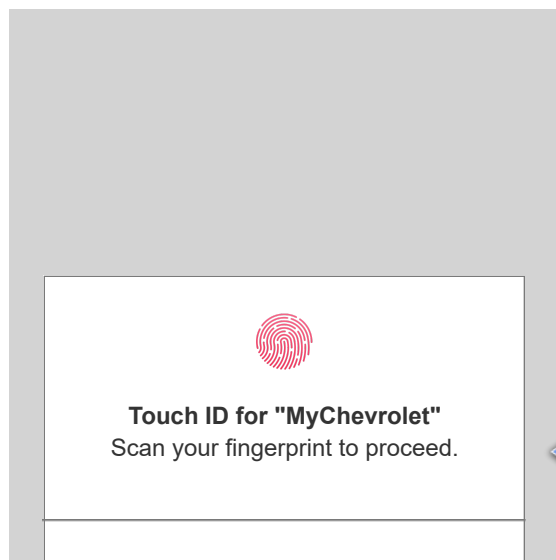 Touch ID for "MyChevrolet"
Scan your fingerprint to proceed.